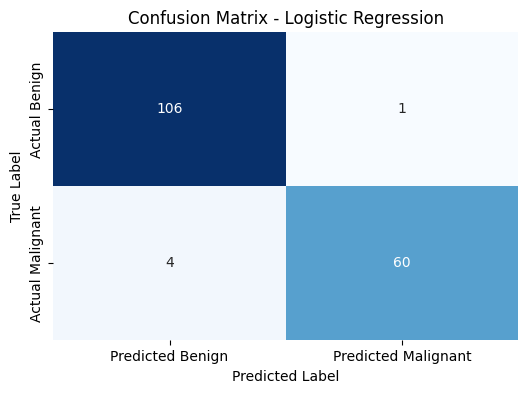 Confusion Matrix - Logistic Regression
True Label
Actual Benign
106
1
Actual Malignant
4
60
Predicted Benign
Predicted Malignant
Predicted Label